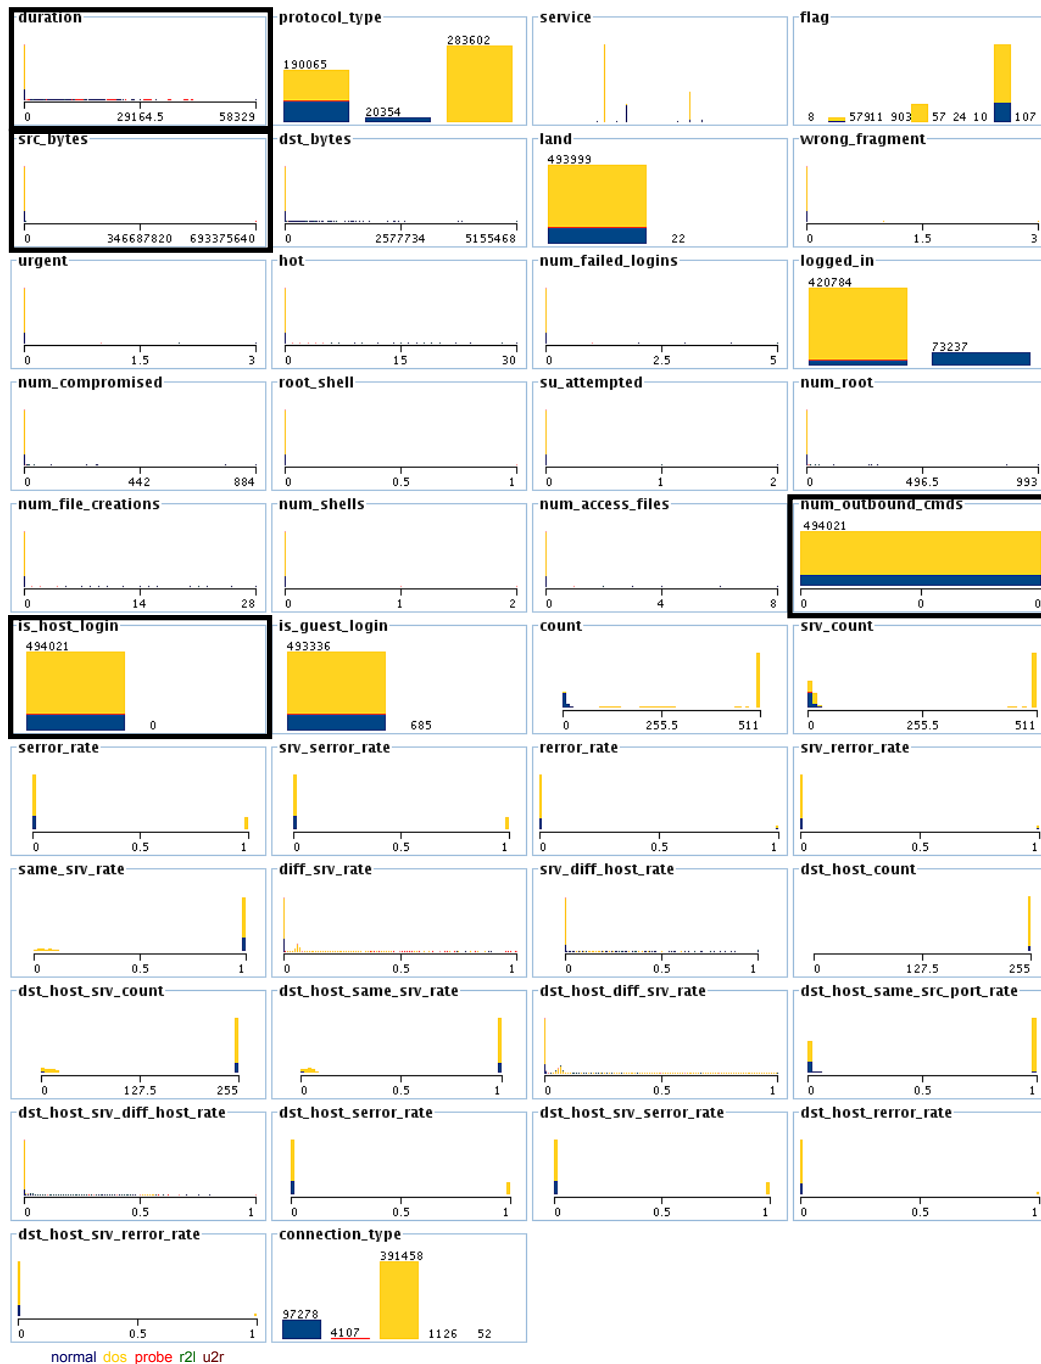 duration protocol_type service flag
283602
190065
20354
8 57911 903 57 24 10 107
0 29164.5 58329
src_bytes dst_bytes land wrong_fragment
493999
22
0 346687820 693375640 0 2577734 5155468 0 1.5 3
urgent hot num_failed_logins logged_in
420784
73237
0 1.5 3 0 15 30 0 2.5 5
num_compromised root_shell su_attempted num_root
0 442 884 0 0.5 1 0 1 2 0 496.5 993
num_file_creations num_shells num_access_files num_outbound_cmds
494021
0 14 28 0 1 2 0 4 8 0 0 0
is_host_login is_guest_login count srv_count
494021 493336
0 685 0 255.5 511 0 255.5 511
serror_rate srv_serror_rate rerror_rate srv_rerror_rate
0 0.5 1 0 0.5 1 0 0.5 1 0 0.5 1
same_srv_rate diff_srv_rate srv_diff_host_rate dst_host_count
0 0.5 1 0 0.5 1 0 0.5 1 0 127.5 255
dst_host_srv_count dst_host_same_srv_rate dst_host_diff_srv_rate dst_host_same_src_port_rate
0 127.5 255 0 0.5 1 0 0.5 1 0 0.5 1
dst_host_srv_diff_host_rate dst_host_serror_rate dst_host_srv_serror_rate dst_host_rerror_rate
0 0.5 1 0 0.5 1 0 0.5 1 0 0.5 1
dst_host_srv_rerror_rate connection_type
391458
97278
4107 1126 52
0 0.5 1
normal dos probe r2l u2r